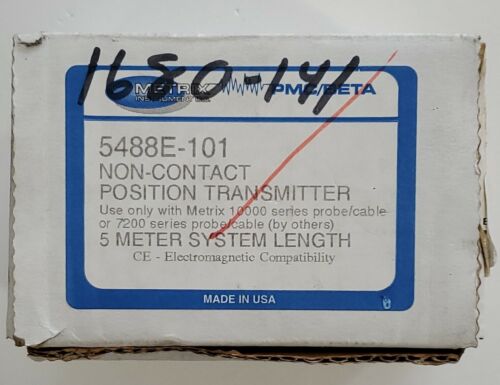 1680-141
METRIX
INSTRUMENT CO.
PMC/BETA
5488E-101
NON-CONTACT
POSITION TRANSMITTER
Use only with Metrix 10000 series probe/cable
or 7200 series probe/cable (by others)
5 METER SYSTEM LENGTH
CE - Electromagnetic Compatibility
MADE IN USA